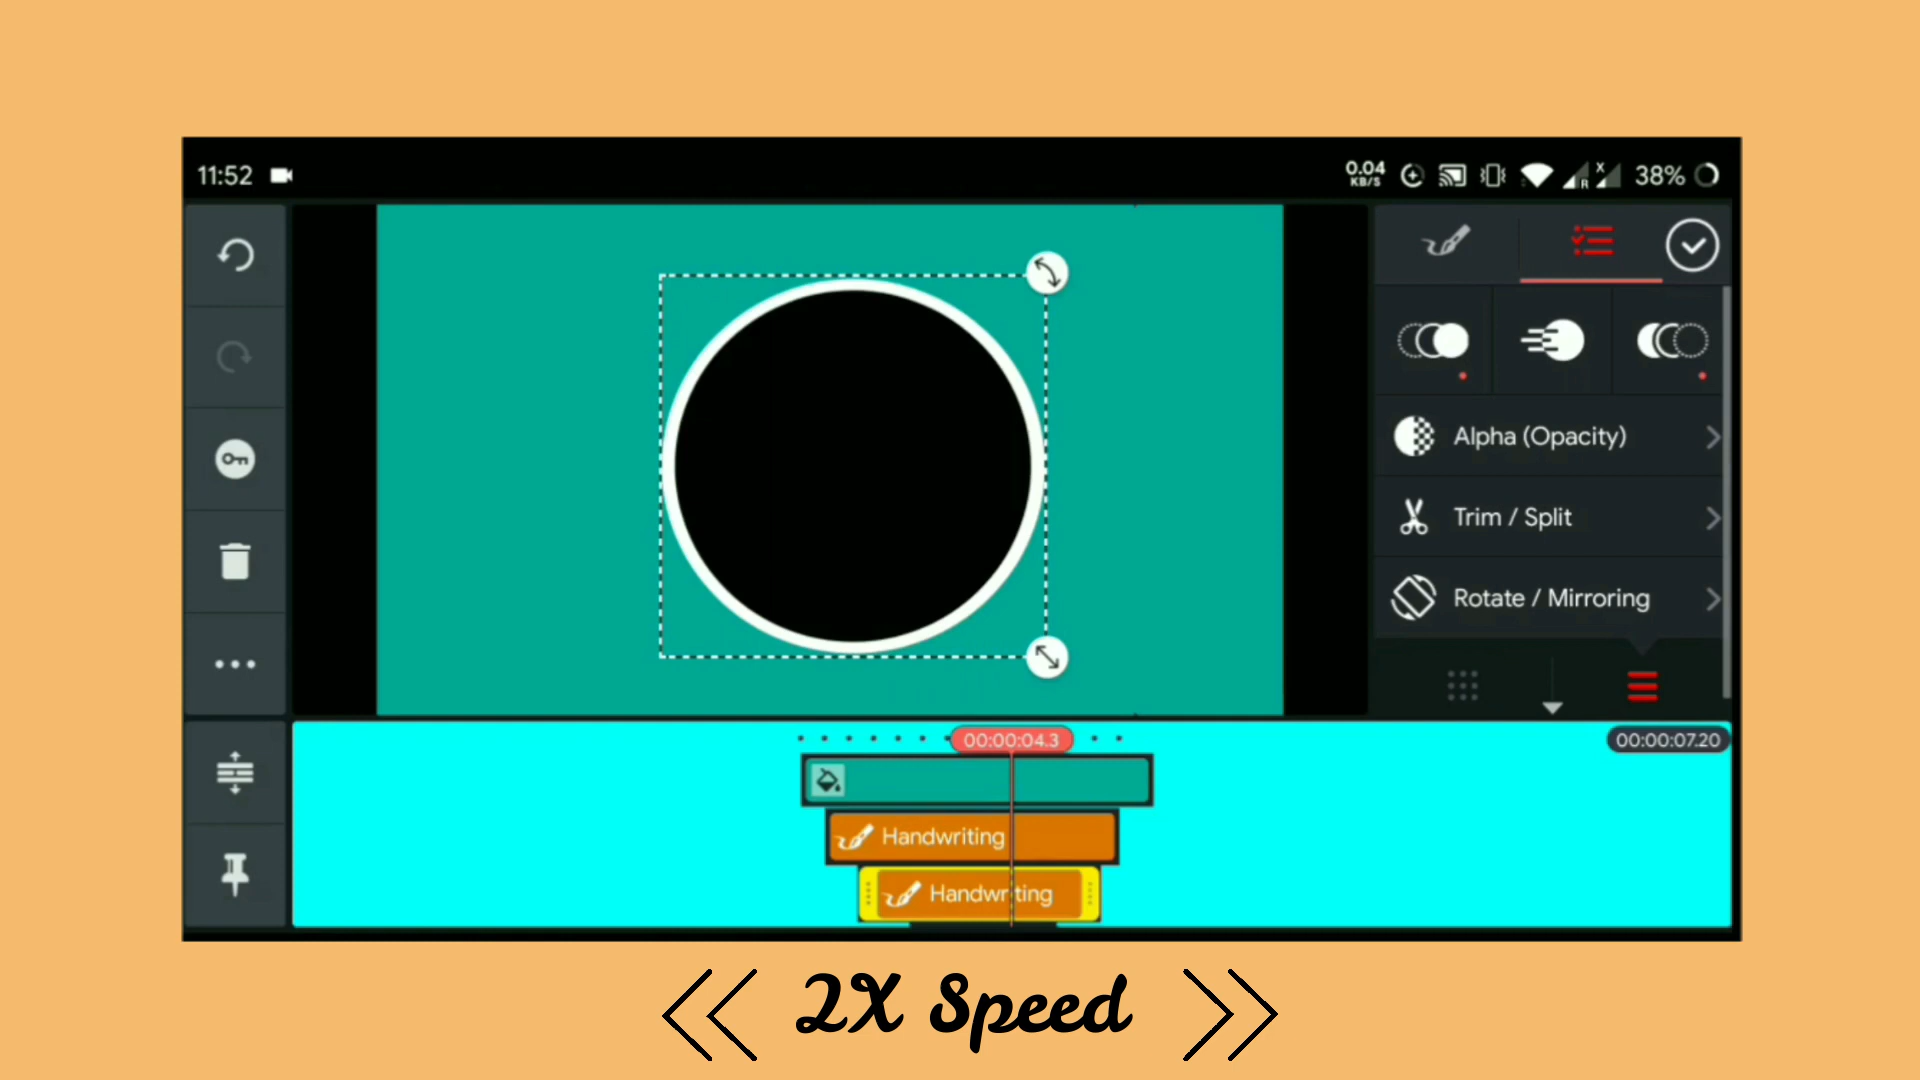 11:52
0.04
KB/S
R
X
38%
Alpha (Opacity)
Trim / Split
Rotate / Mirroring
00:00:04.3
00:00:07.20
Handwriting
Handwriting
2X Speed